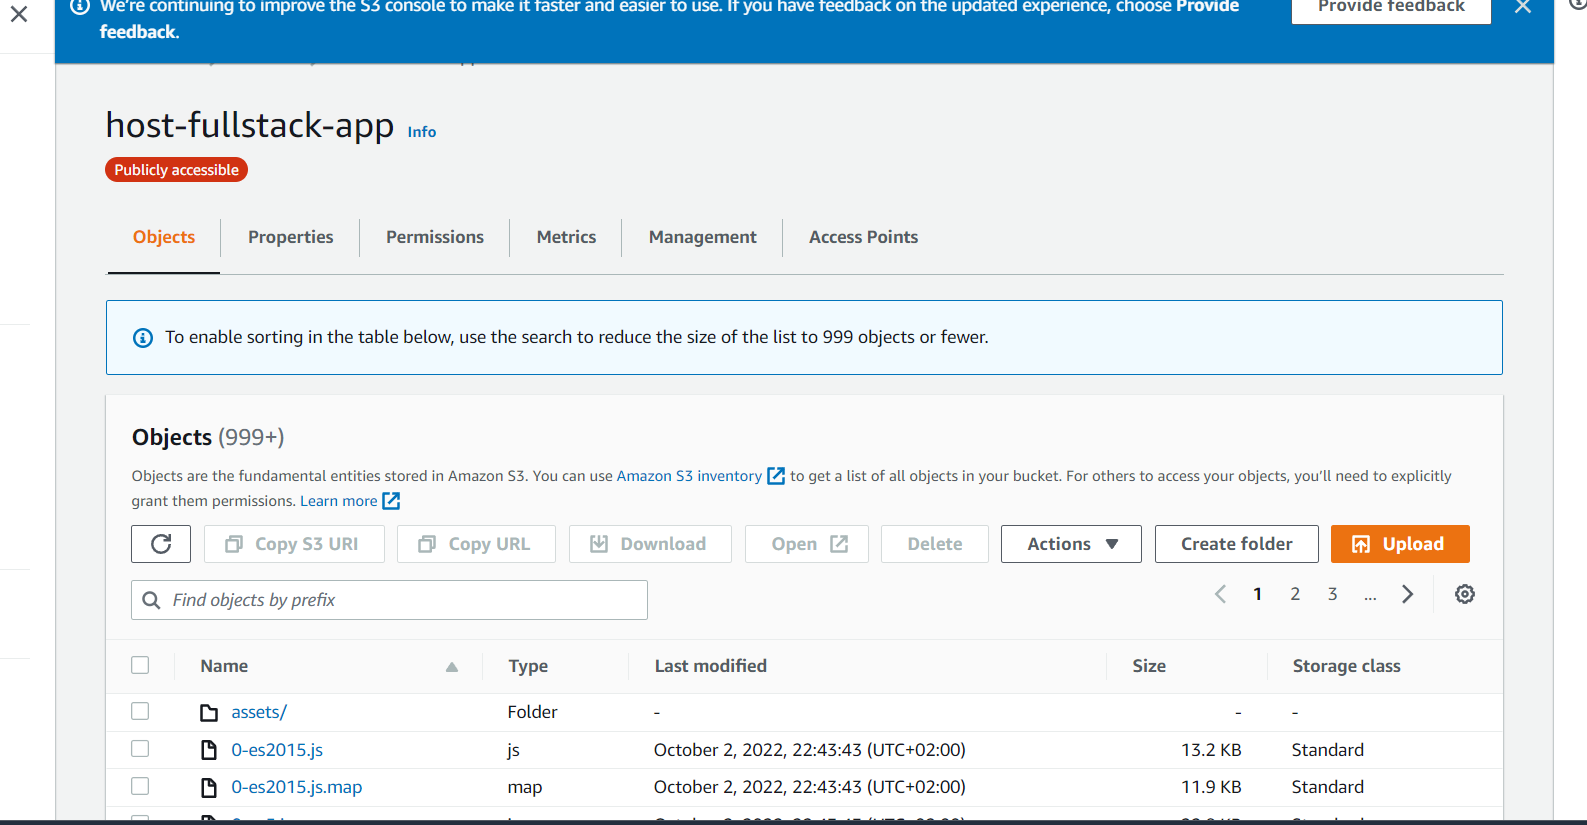 We're continuing to improve the S3 console to make it faster and easier to use. If you have feedback on the updated experience, choose Provide
feedback.
Provide feedback
host-fullstack-app Info
Publicly accessible
Objects Properties Permissions Metrics Management Access Points
To enable sorting in the table below, use the search to reduce the size of the list to 999 objects or fewer.
Objects (999+)
Objects are the fundamental entities stored in Amazon S3. You can use Amazon S3 inventory to get a list of all objects in your bucket. For others to access your objects, you'll need to explicitly
grant them permissions. Learn more
Copy S3 URI Copy URL Download Open Delete Actions Create folder Upload
Find objects by prefix
1 2 3 ...
Name Type Last modified Size Storage class
assets/ Folder - - -
0-es2015.js js October 2, 2022, 22:43:43 (UTC+02:00) 13.2 KB Standard
0-es2015.js.map map October 2, 2022, 22:43:43 (UTC+02:00) 11.9 KB Standard